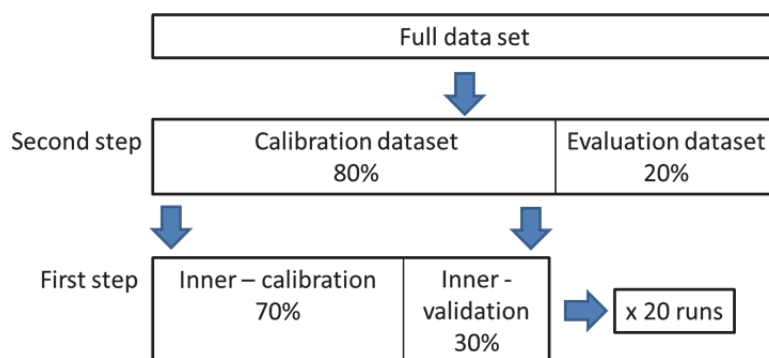 Full data set
Second step
Calibration dataset
80%
Evaluation dataset
20%
First step
Inner – calibration
70%
Inner -
validation
30%
x 20 runs